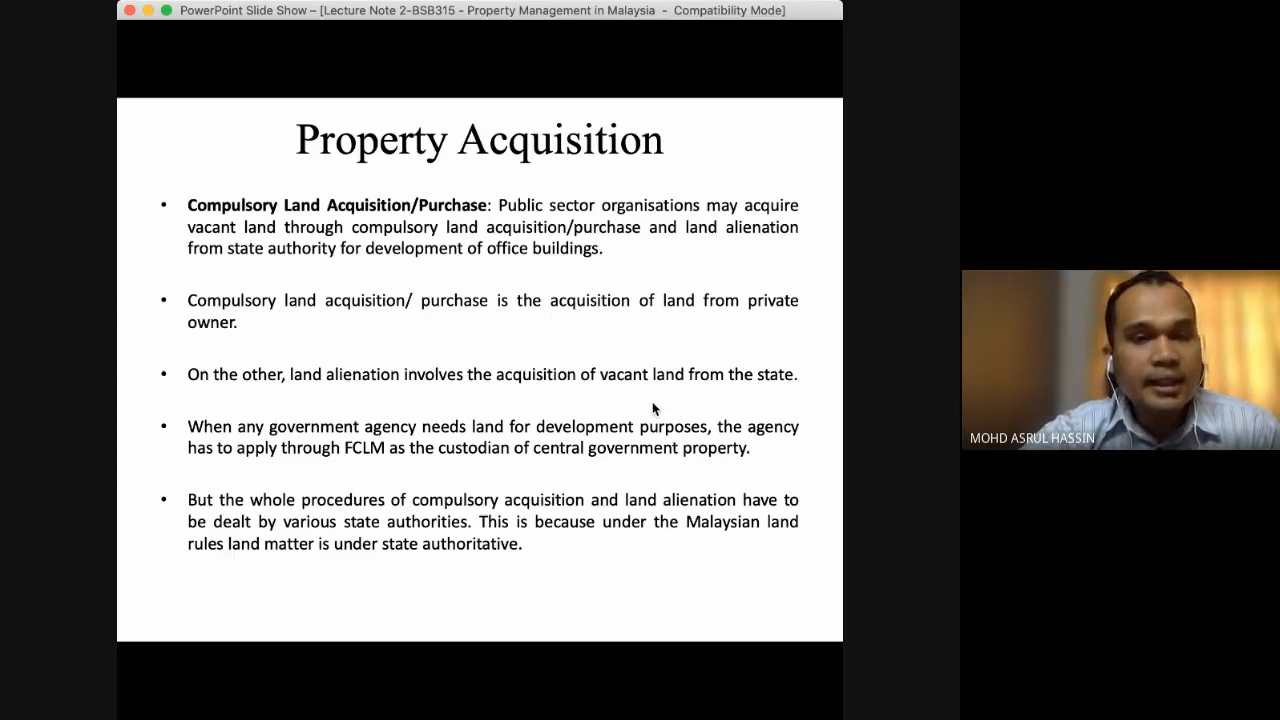 PowerPoint Slide Show – [Lecture Note 2-BSB315 - Property Management in Malaysia - Compatibility Mode]
Property Acquisition
• Compulsory Land Acquisition/Purchase: Public sector organisations may acquire
vacant land through compulsory land acquisition/purchase and land alienation
from state authority for development of office buildings.
• Compulsory land acquisition/ purchase is the acquisition of land from private
owner.
• On the other, land alienation involves the acquisition of vacant land from the state.
• When any government agency needs land for development purposes, the agency
has to apply through FCLM as the custodian of central government property.
• But the whole procedures of compulsory acquisition and land alienation have to
be dealt by various state authorities. This is because under the Malaysian land
rules land matter is under state authoritative.
MOHD ASRUL HASSIN